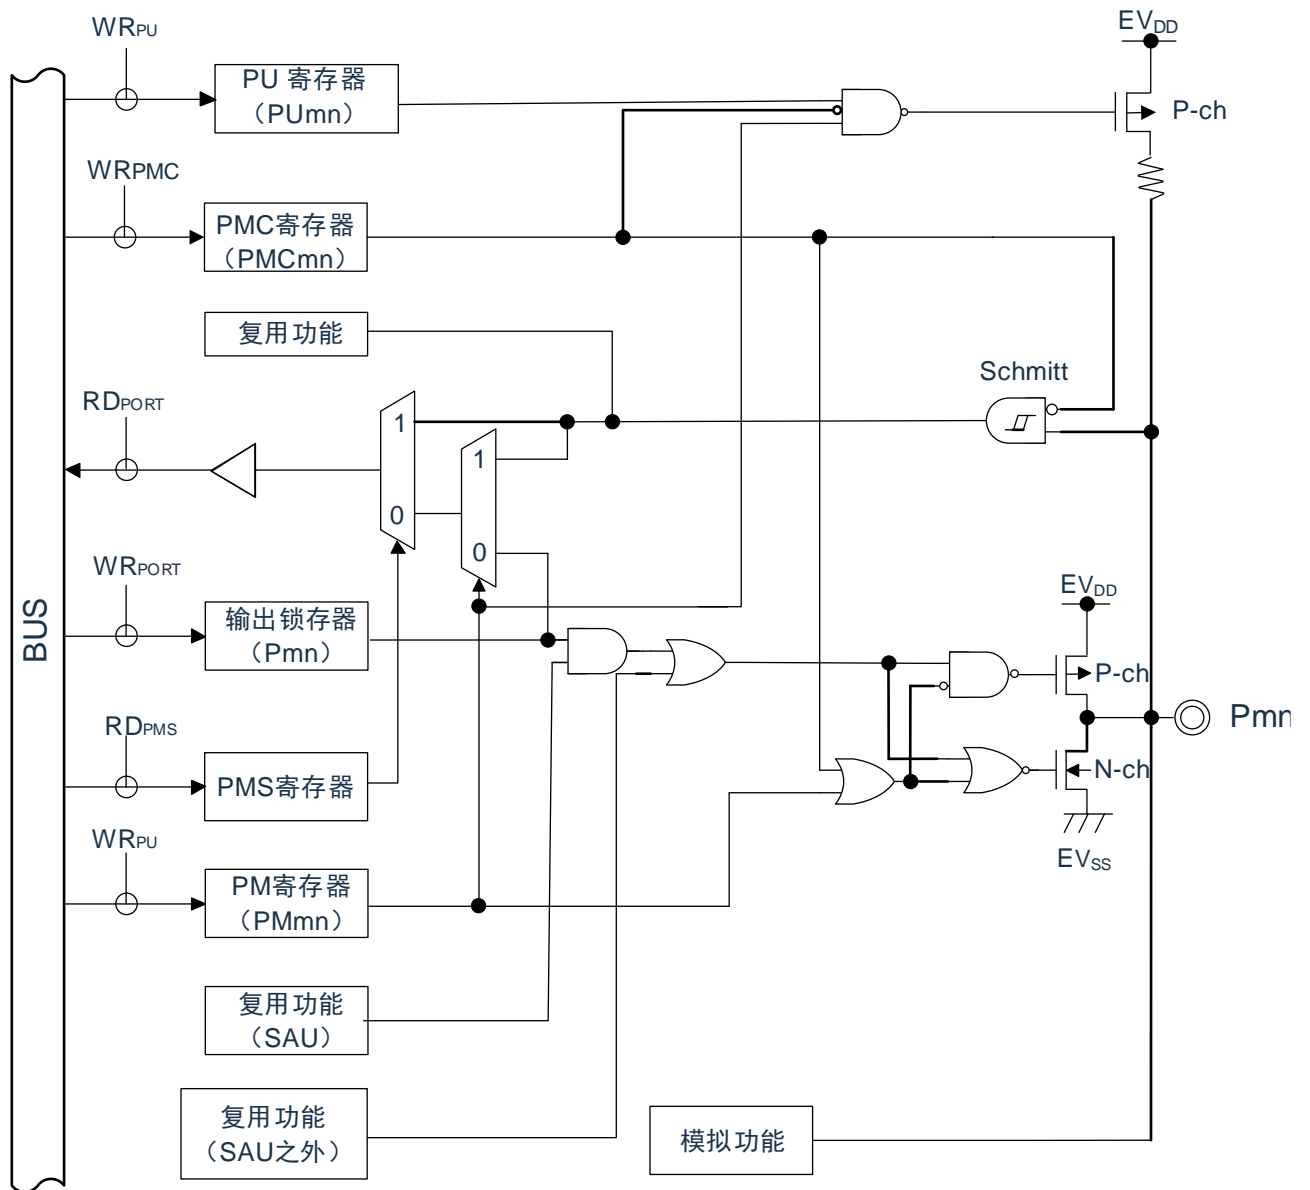 WRPU
EVDD
PU 寄存器
（PUmn）
P-ch
WRPMC
PMC寄存器
（PMCmn）
复用功能
Schmitt
RDPORT
1
1
0
0
WRPORT
EVDD
BUS
输出锁存器
（Pmn）
P-ch
Pmn
RDPMS
PMS寄存器
N-ch
WRPU
EVSS
PM寄存器
（PMmn）
复用功能
（SAU）
复用功能
（SAU之外）
模拟功能